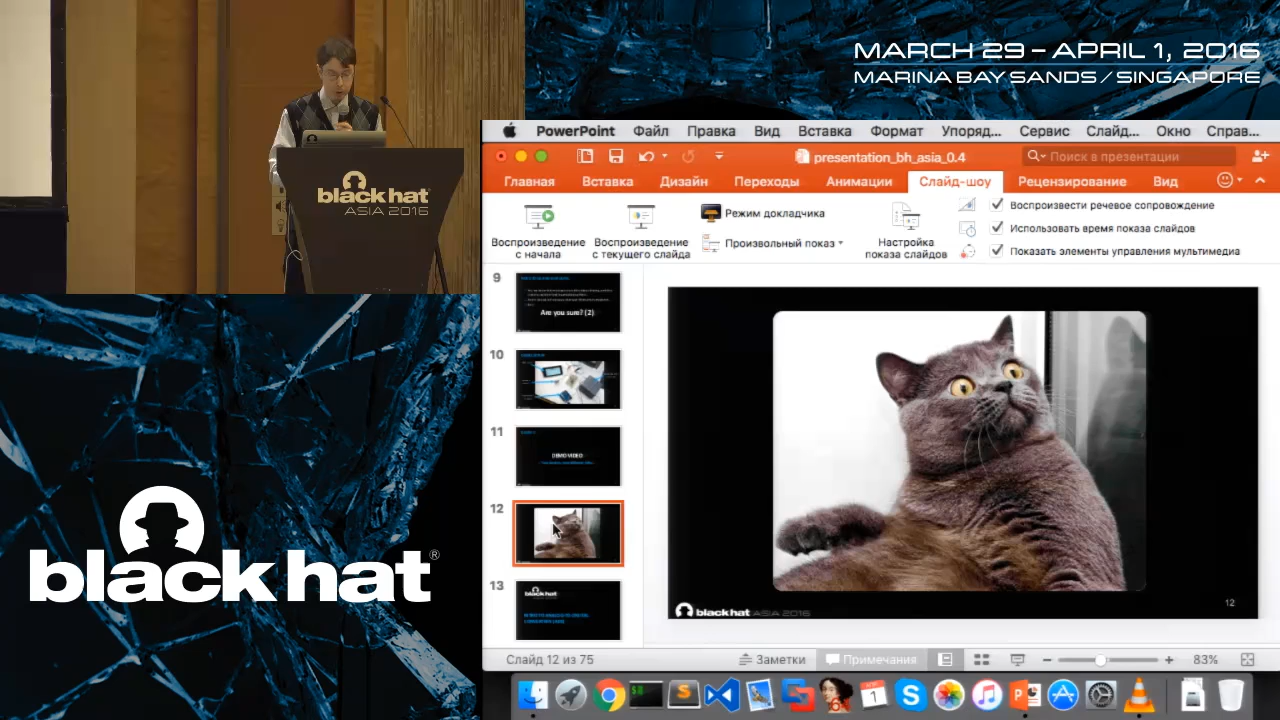 MARCH 29 – APRIL 1, 2016
MARINA BAY SANDS / SINGAPORE
black hat
ASIA 2016
black hat®
PowerPoint Файл Правка Вид Вставка Формат Упоряд... Сервис Слайд... Окно Справ...
presentation_bh_asia_0.4
Поиск в презентации
Главная Вставка Дизайн Переходы Анимации Слайд-шоу Рецензирование Вид
Воспроизведение с начала
Воспроизведение с текущего слайда
Режим докладчика
Произвольный показ
Настройка показа слайдов
Воспроизвести речевое сопровождение
Использовать время показа слайдов
Показать элементы управления мультимедиа
9
Are you sure? (2)
10
11
DEMO VIDEO
12
13
black hat
black hat ASIA 2016
12
Слайд 12 из 75
Заметки
Примечания
83%
1